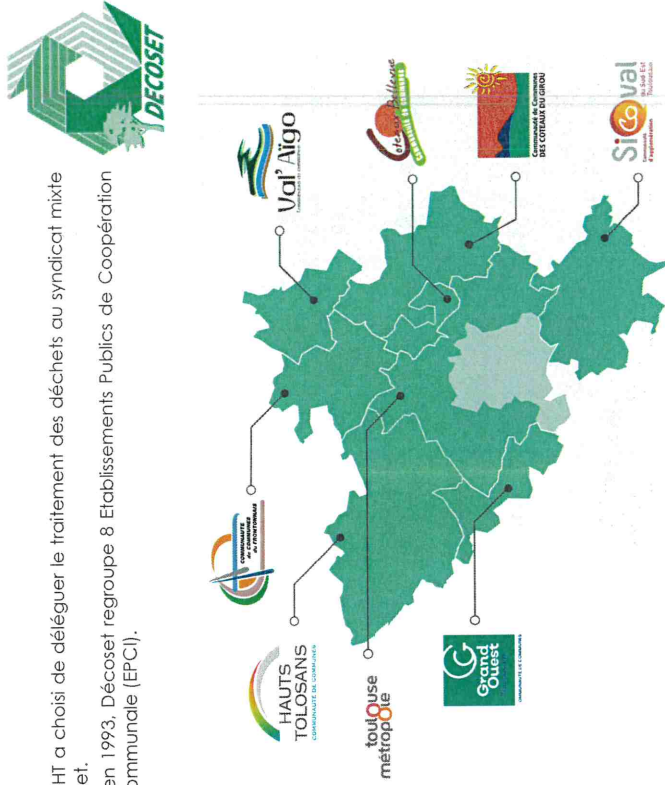 DECOSET
HT a choisi de déléguer le traitement des déchets au syndicat mixte
et.
en 1993, Décoset regroupe 8 Etablissements Publics de Coopération
ommunale (EPCI).
COMMUNAUTÉ
de COMMUNES
du FRONTONNAIS
Val' Aïgo
HAUTS
TOLOSANS
COMMUNAUTÉ DE COMMUNES
Coteaux Bellevue
toulouse
métropole
Communauté de Communes
DES COTEAUX DU GIROU
Grand
Ouest
COMMUNAUTÉ DE COMMUNES
Sicoval
Communauté
d'agglomération
du Sud-Est
Toulousain